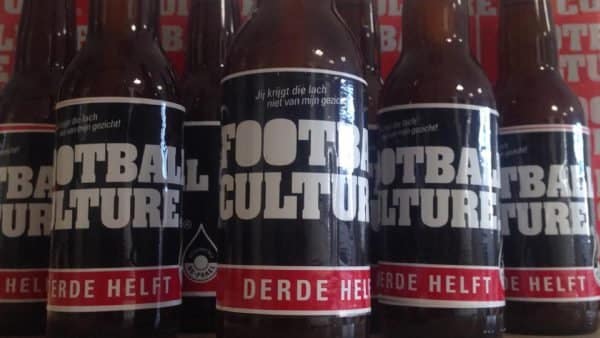 Jij krijgt die lach
niet van mijn gezicht!
FOOTBALL
CULTURE
DERDE HELFT